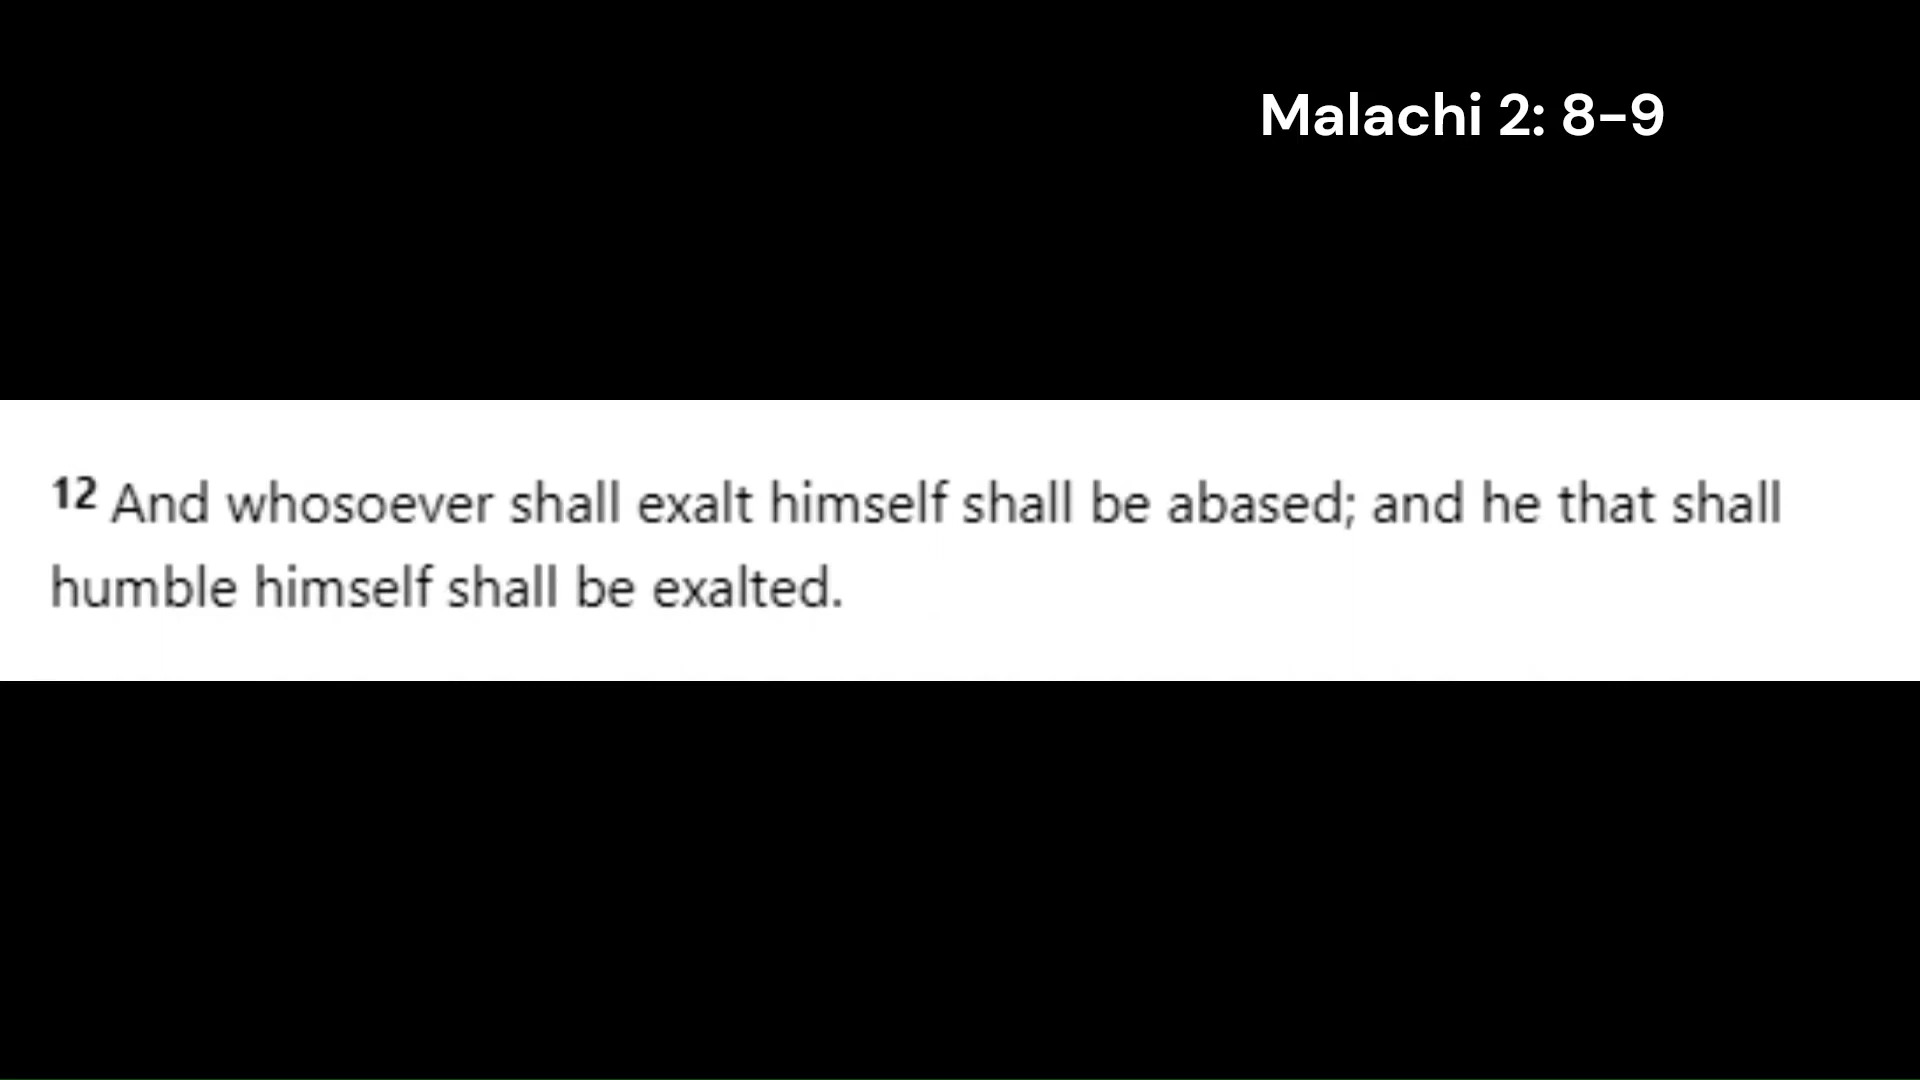 Malachi 2: 8-9
12 And whosoever shall exalt himself shall be abased; and he that shall
humble himself shall be exalted.